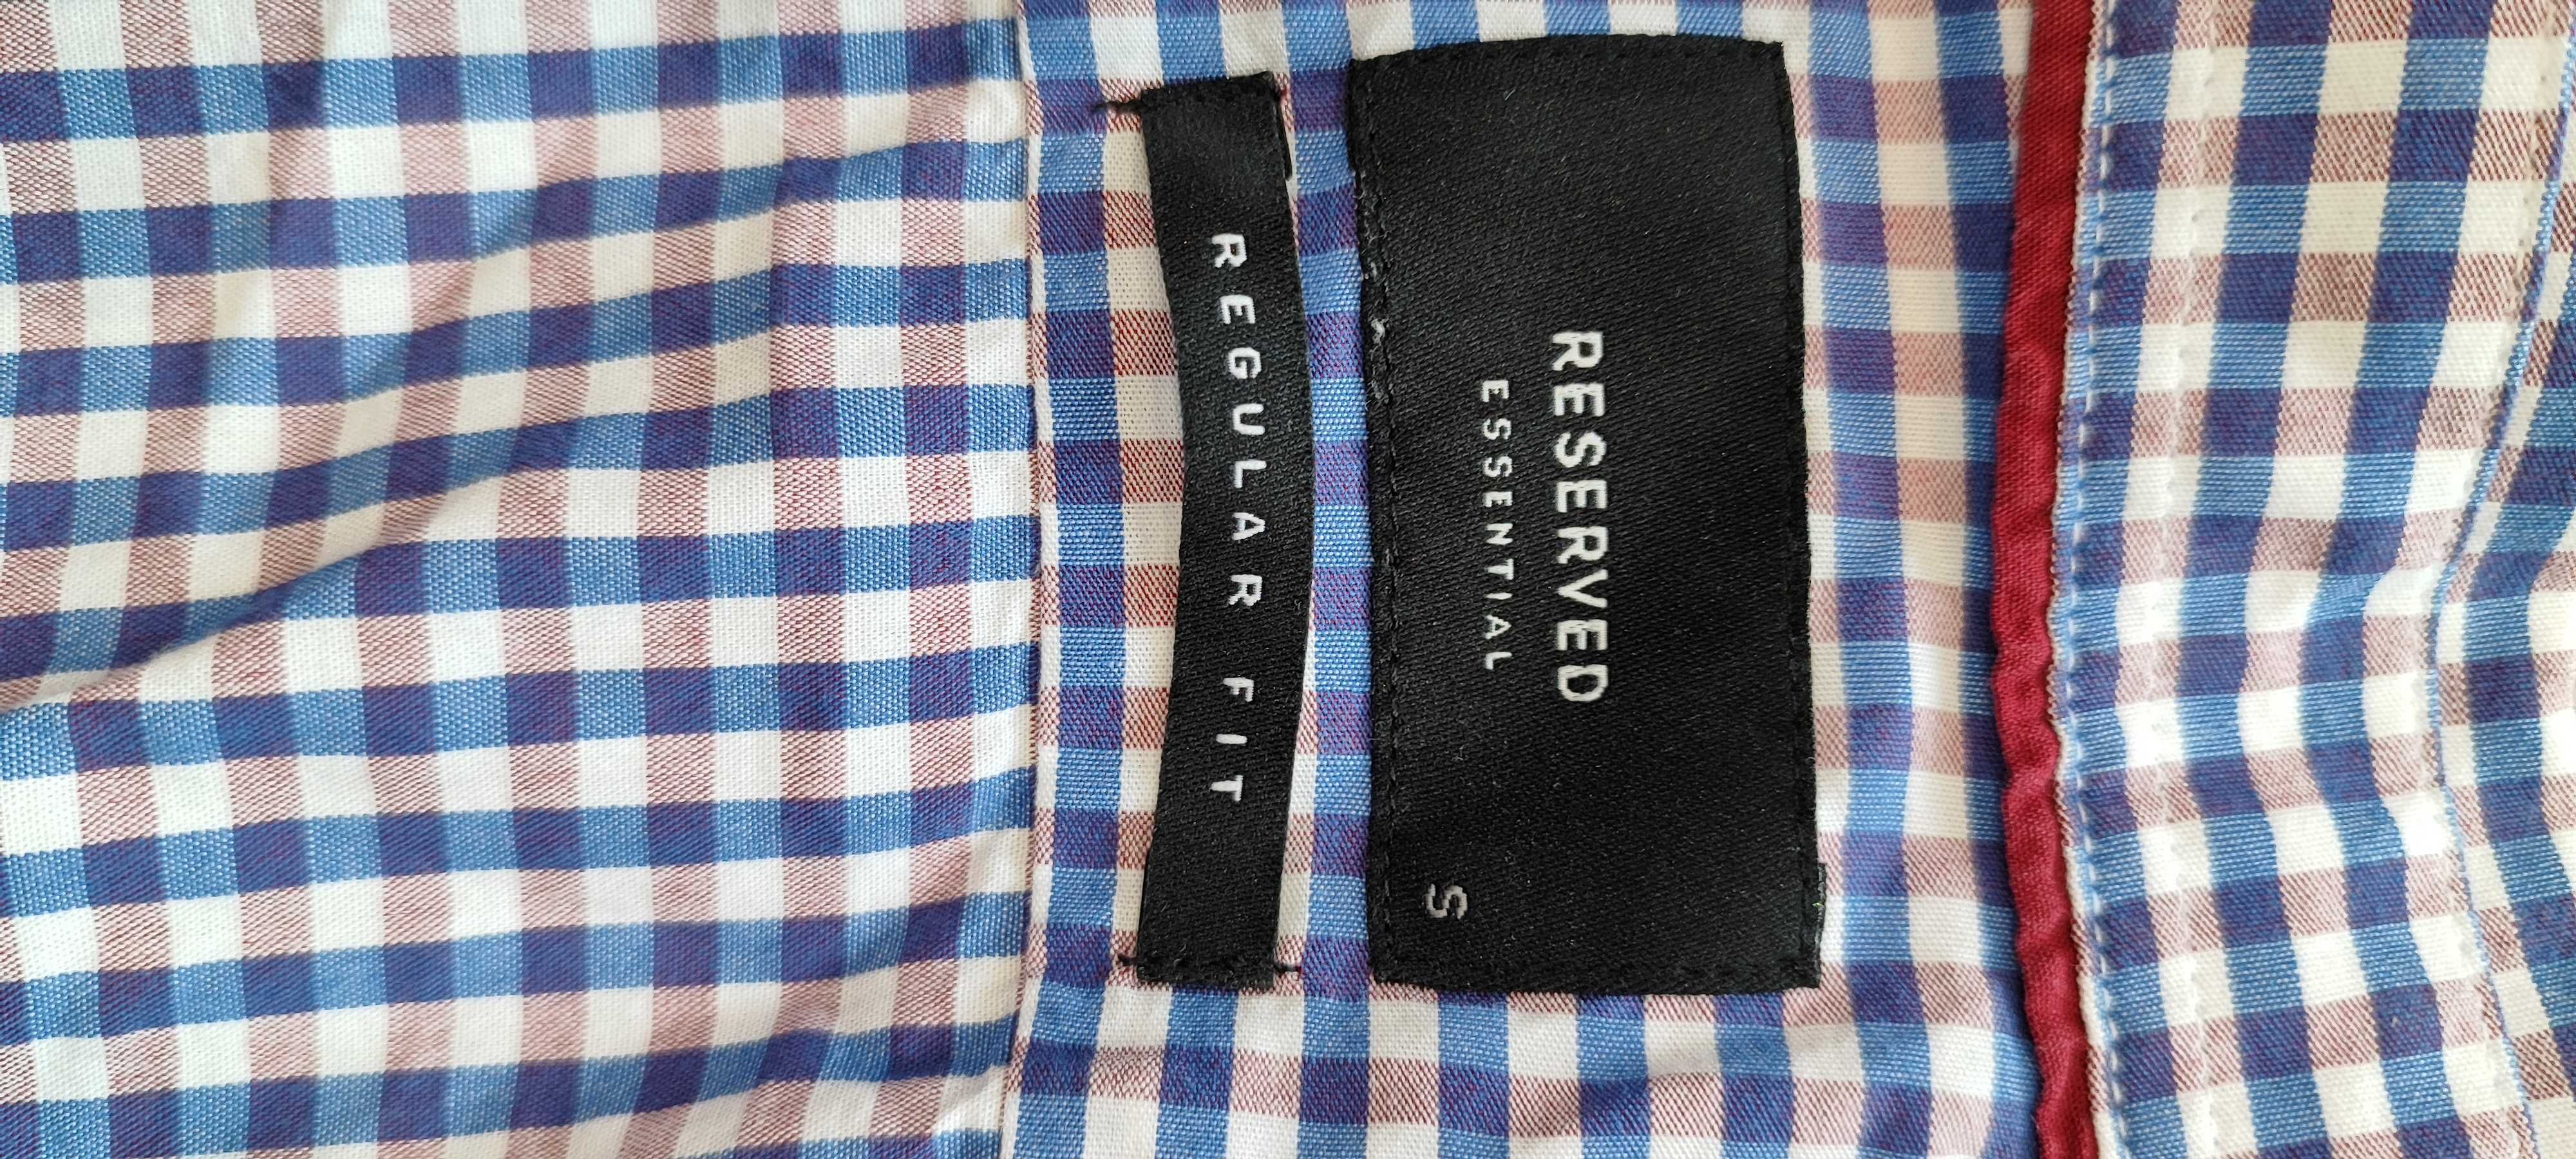 RESERVED
ESSENTIAL
S
REGULAR FIT